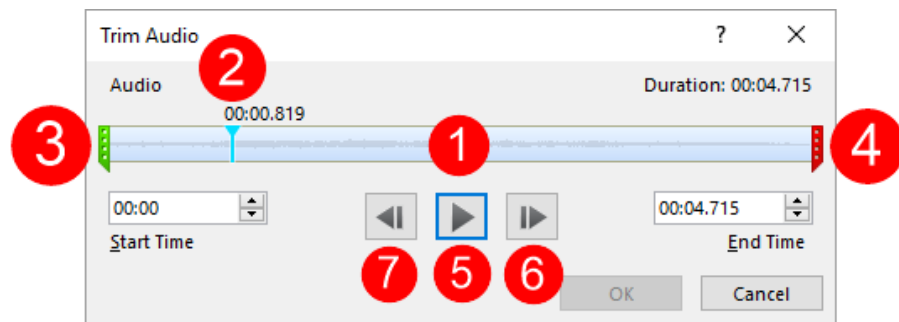 Trim Audio ? ×
2
Audio Duration: 00:04.715
00:00.819
3 1 4
00:00 00:04.715
Start Time End Time
7 5 6
OK Cancel